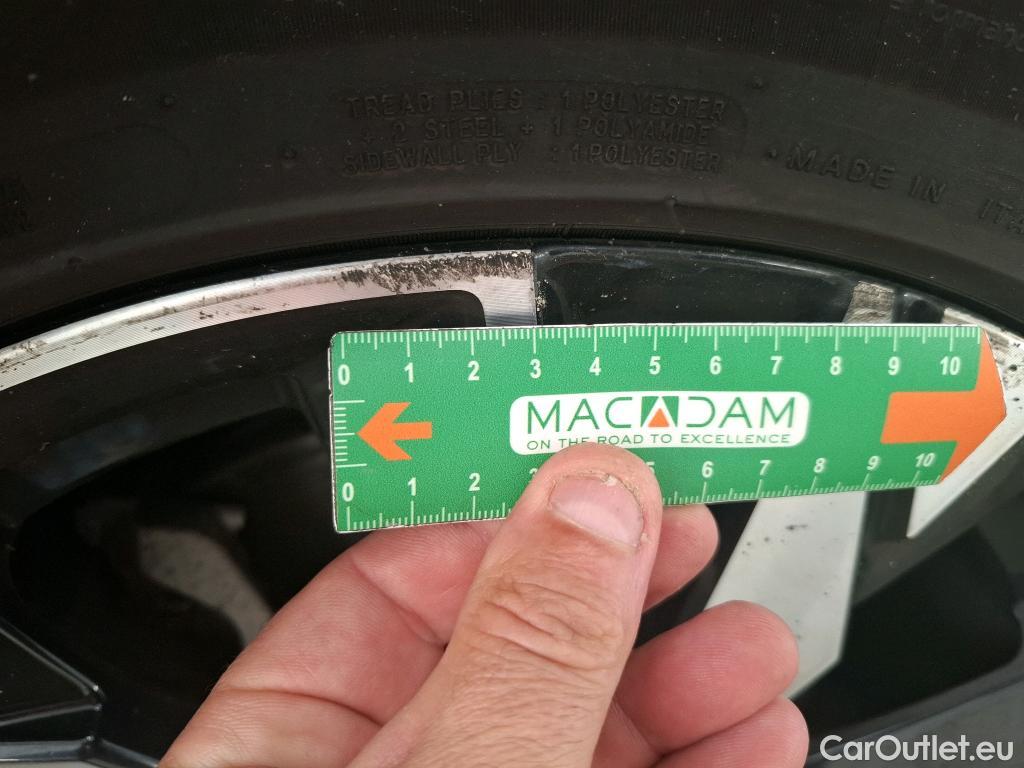 TREAD PLIES : 1 POLYESTER
+ 2 STEEL + 1 POLYAMIDE
SIDEWALL PLY : 1 POLYESTER
MADE IN
0 1 2 3 4 5 6 7 8 9 10
MACADAM
ON THE ROAD TO EXCELLENCE
0 1 2 3 5 6 7 8 9 10
CarOutlet.eu